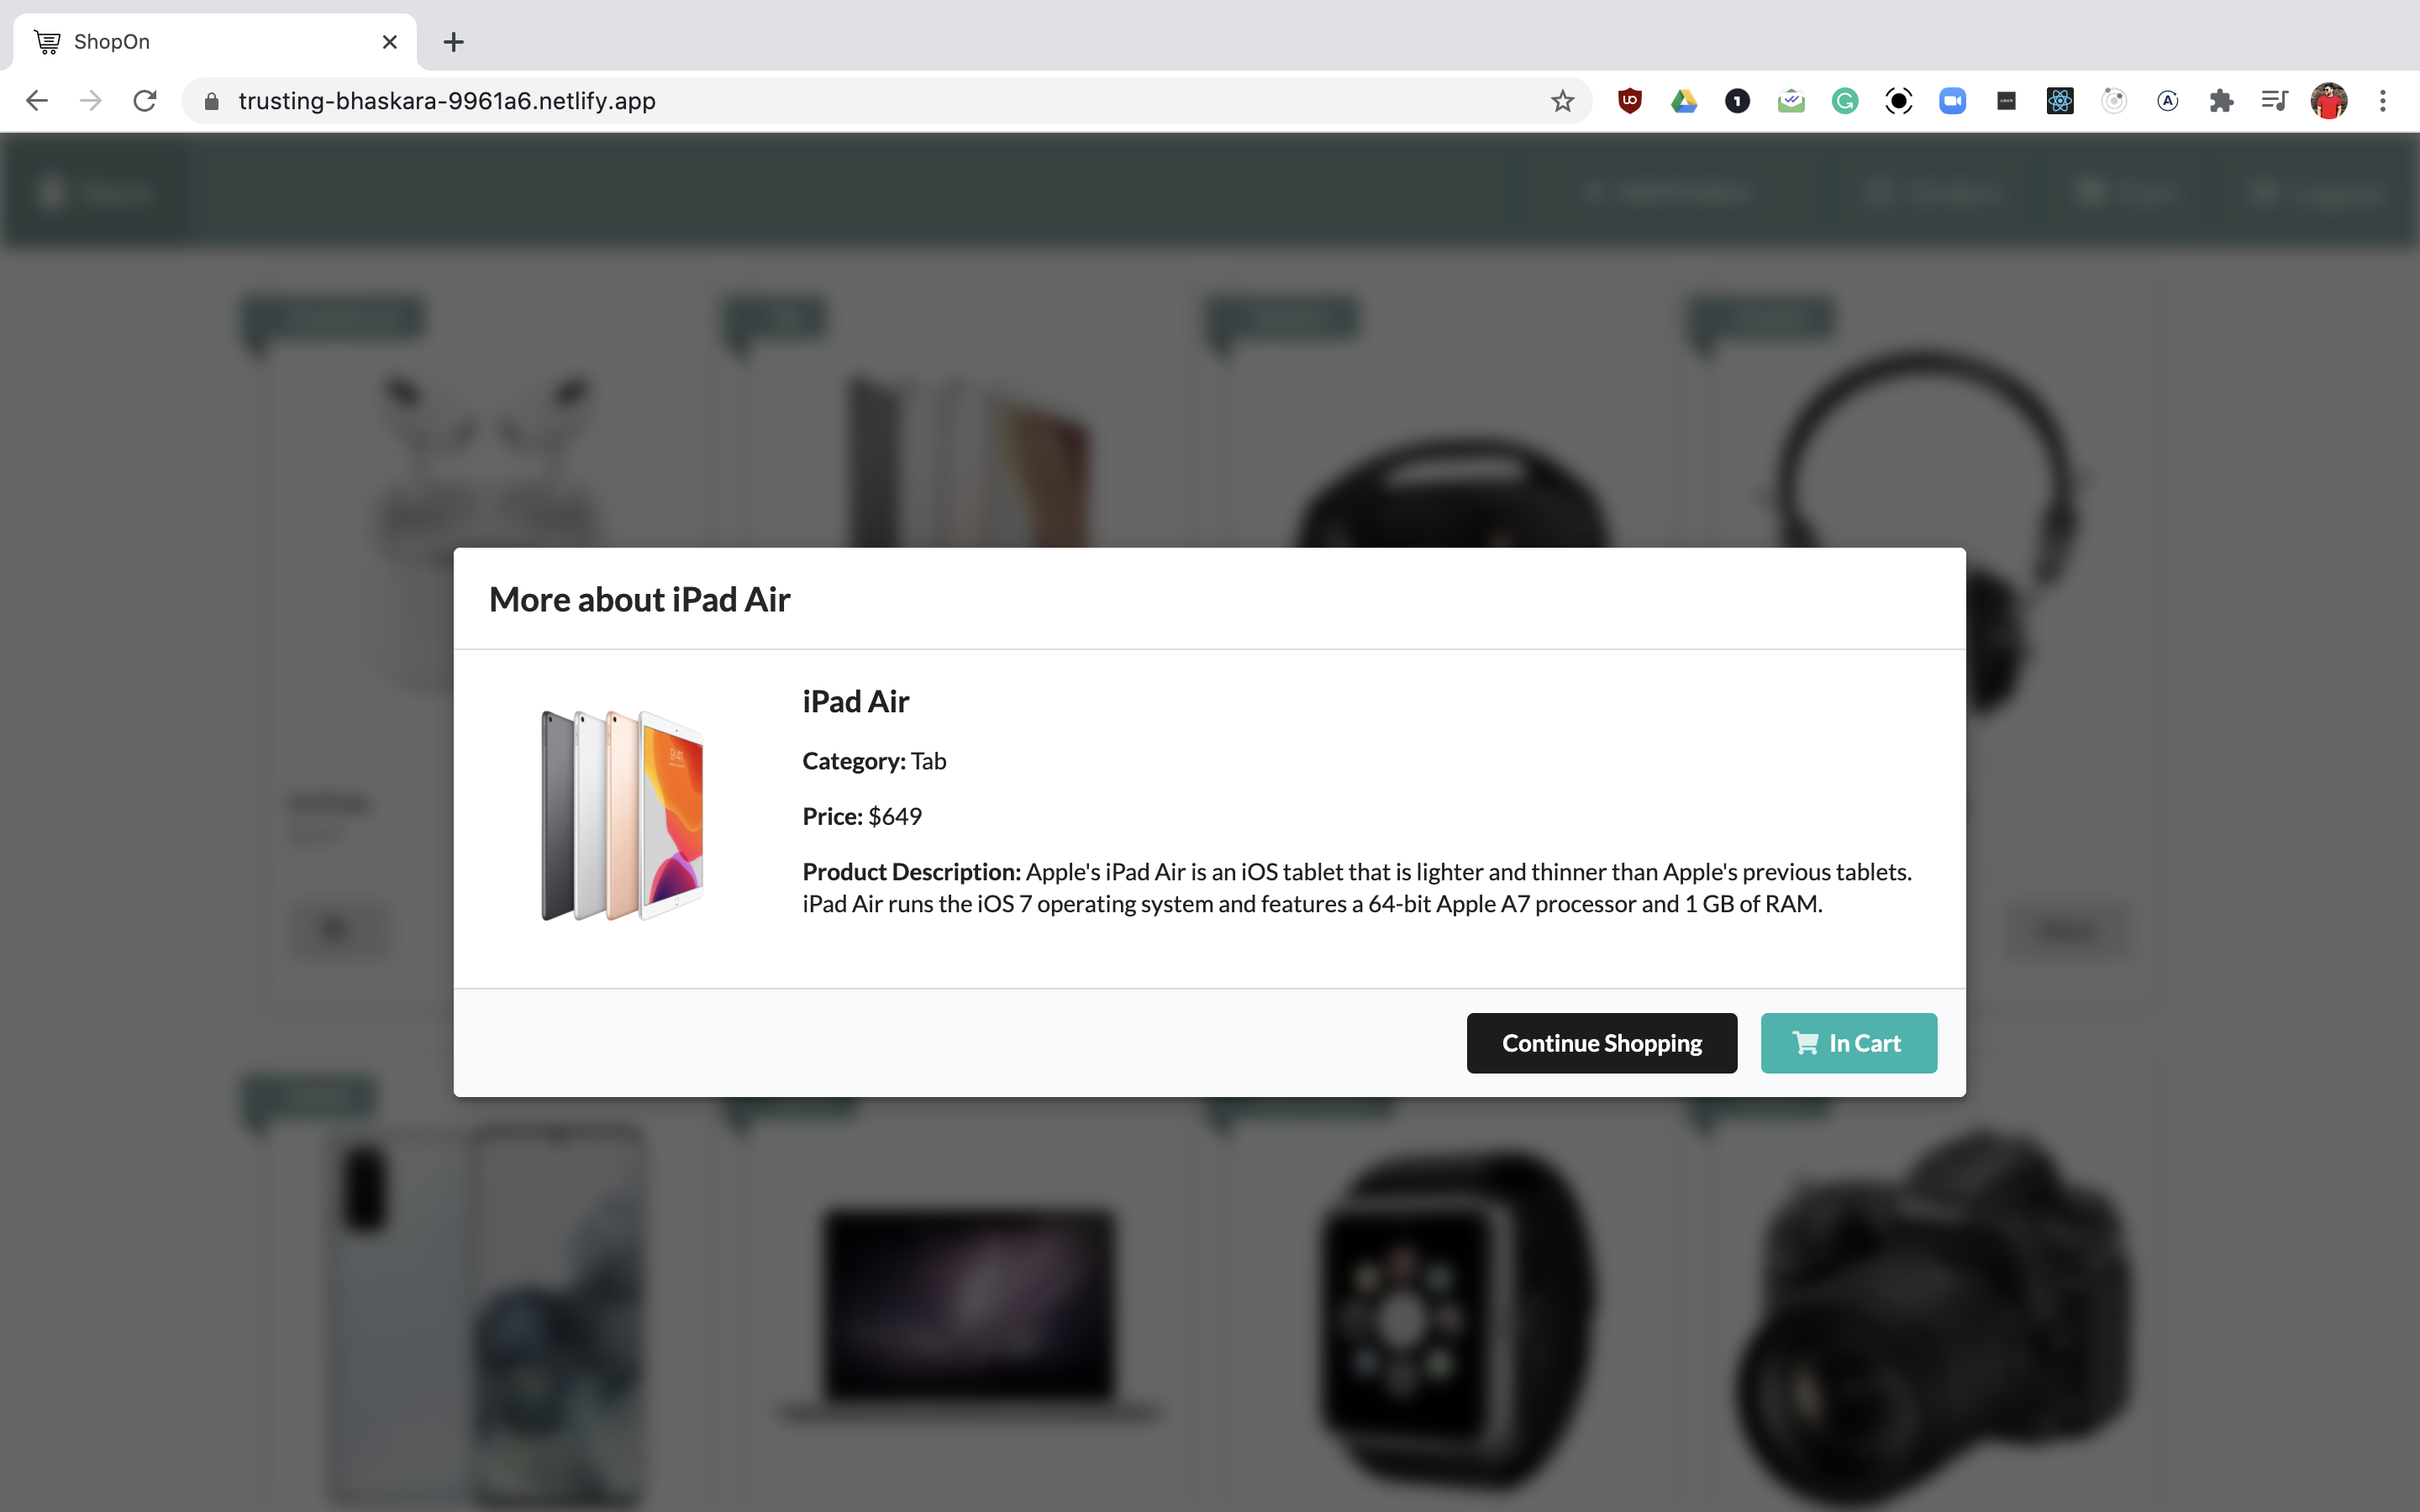 ShopOn
trusting-bhaskara-9961a6.netlify.app
More about iPad Air
iPad Air
Category: Tab
Price: $649
Product Description: Apple's iPad Air is an iOS tablet that is lighter and thinner than Apple's previous tablets.
iPad Air runs the iOS 7 operating system and features a 64-bit Apple A7 processor and 1 GB of RAM.
Continue Shopping
In Cart